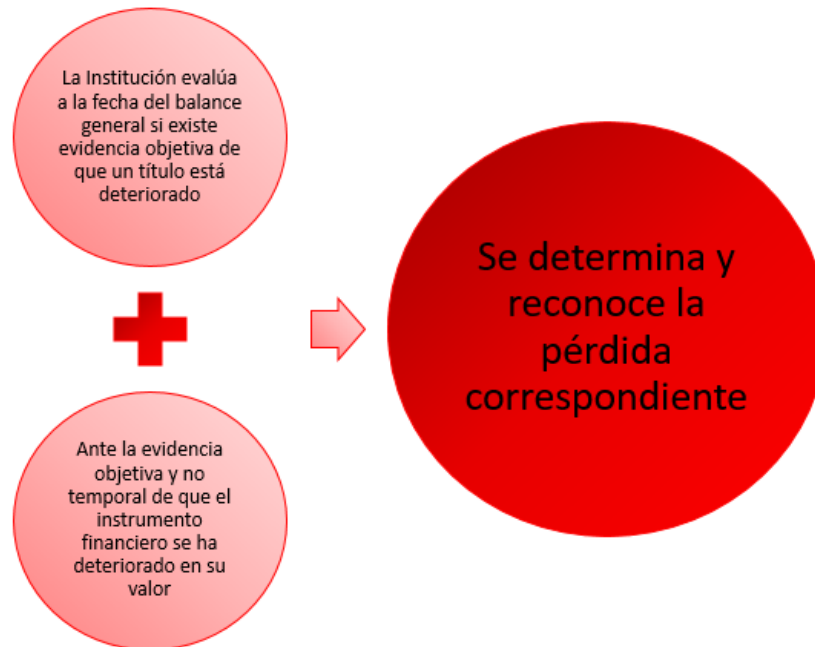 La Institución evalúa
a la fecha del balance
general si existe
evidencia objetiva de
que un título está
deteriorado
Ante la evidencia
objetiva y no
temporal de que el
instrumento
financiero se ha
deteriorado en su
valor
Se determina y
reconoce la
pérdida
correspondiente